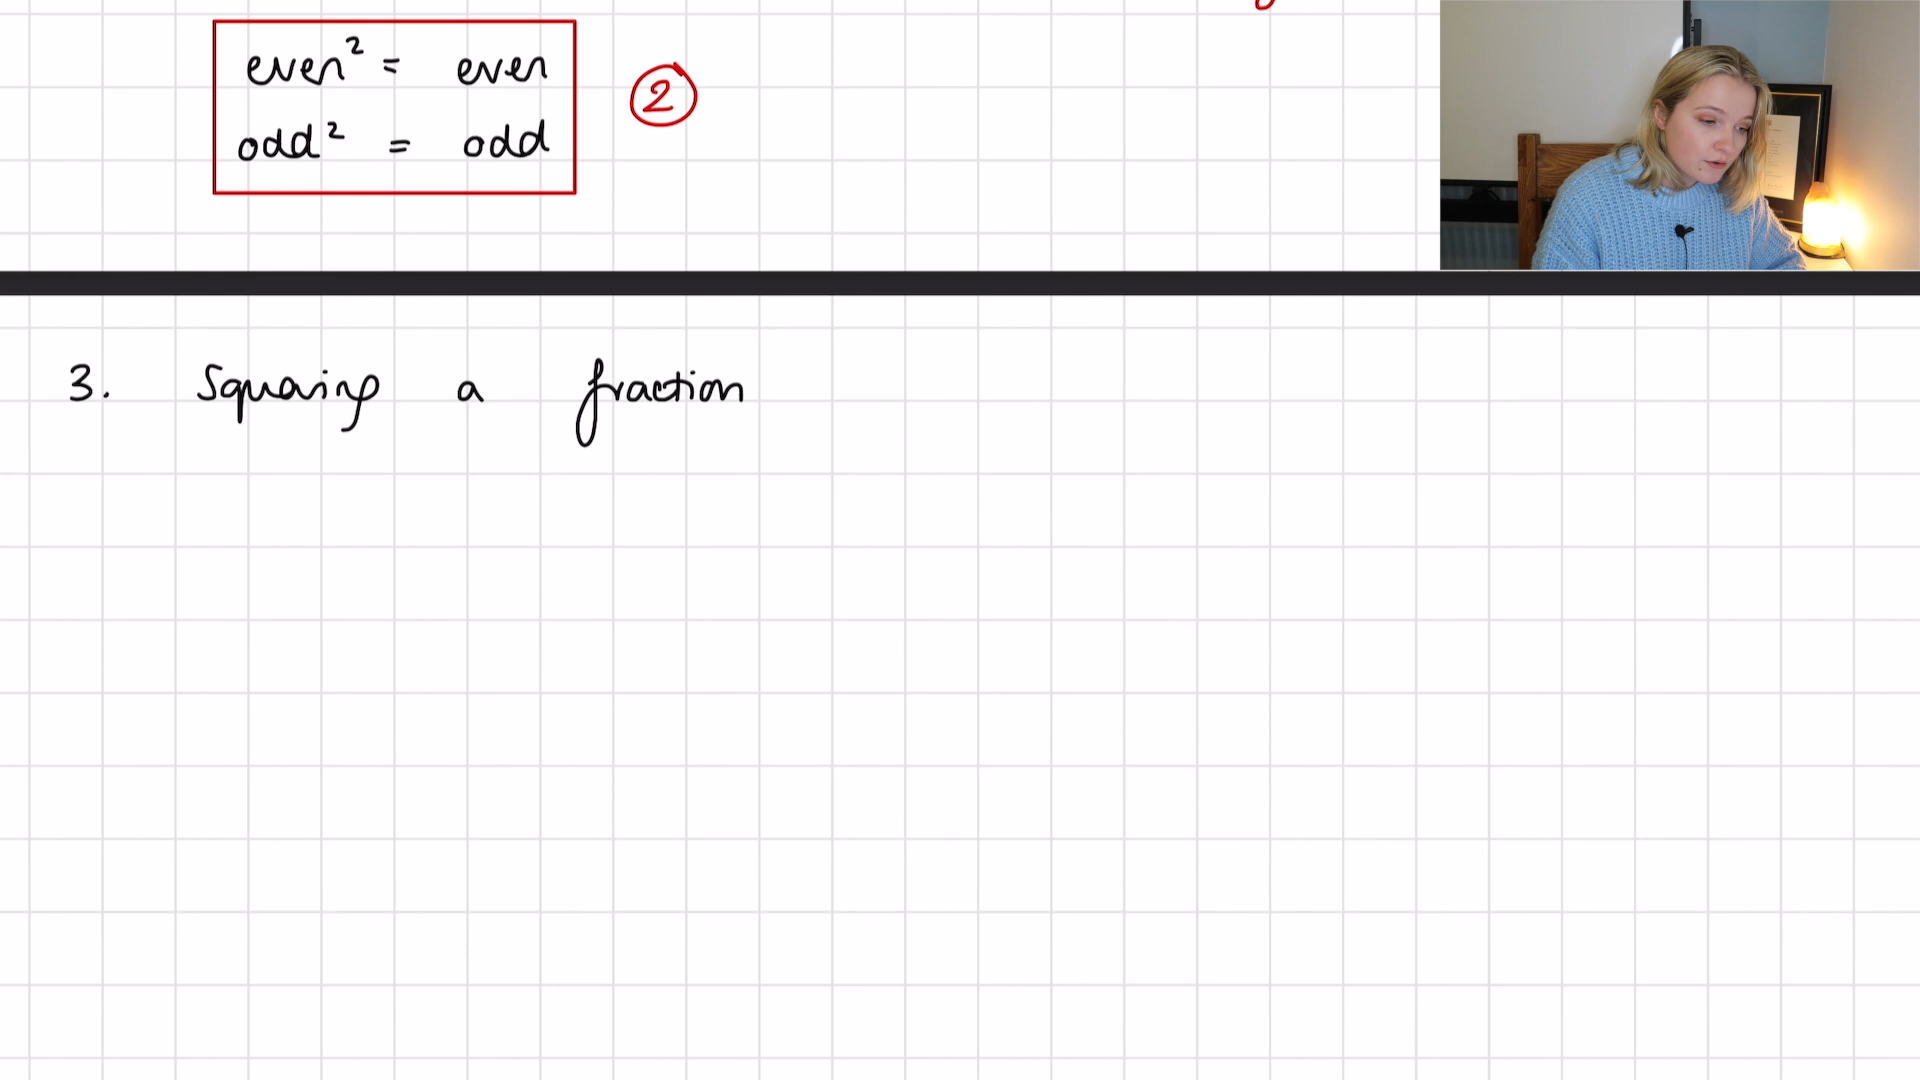 even² = even
odd² = odd
②
3. Squaring a fraction